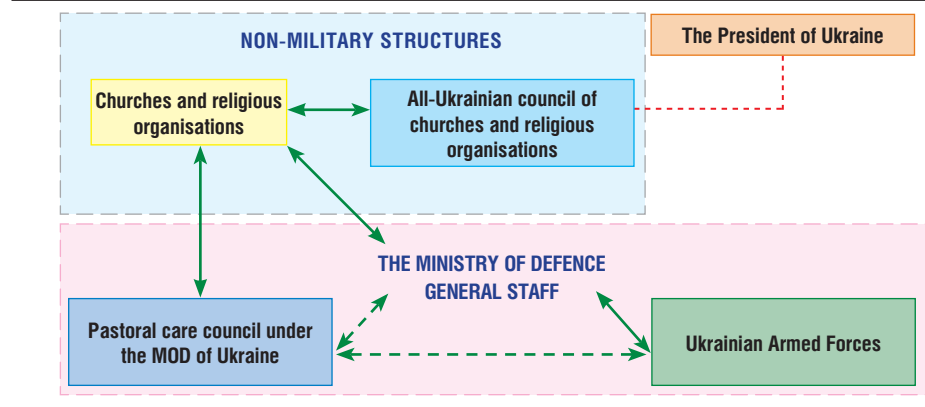 NON-MILITARY STRUCTURES
The President of Ukraine
Churches and religious
organisations
All-Ukrainian council of
churches and religious
organisations
THE MINISTRY OF DEFENCE
GENERAL STAFF
Pastoral care council under
the MOD of Ukraine
Ukrainian Armed Forces